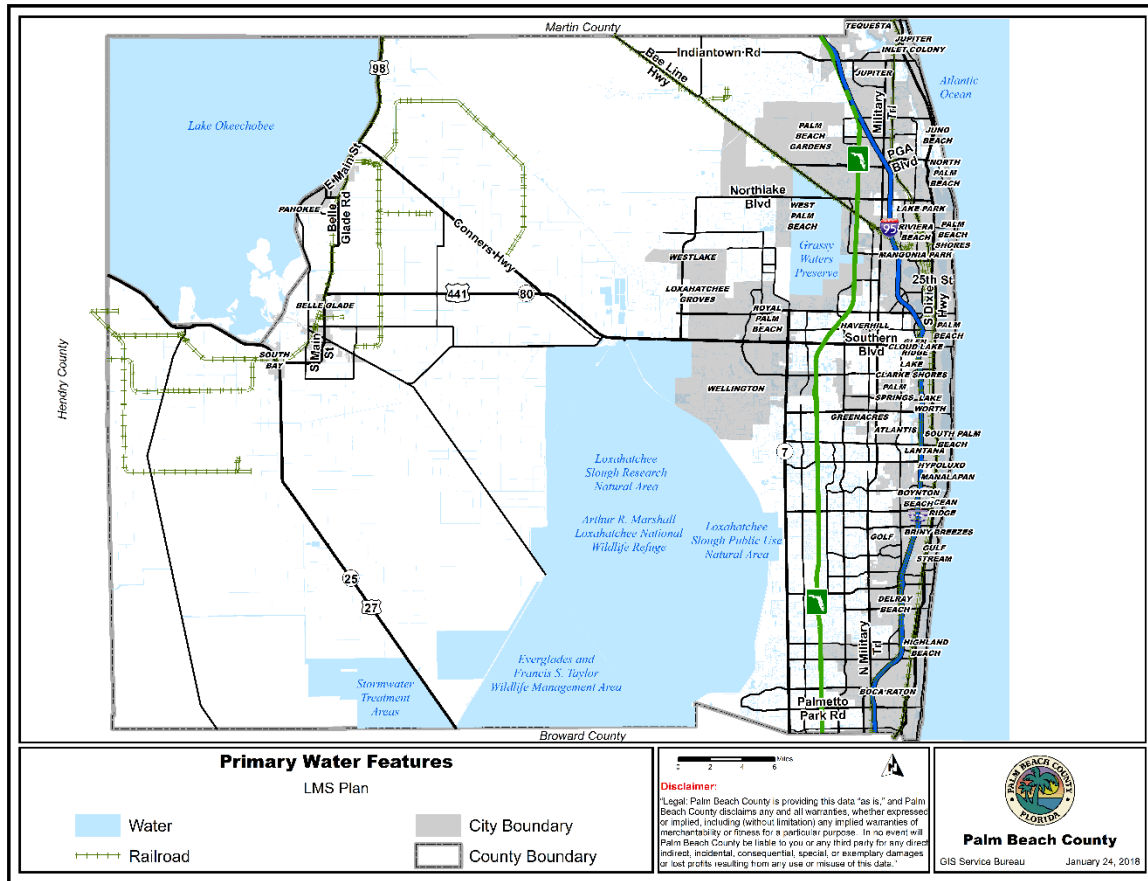 Martin County
TEQUESTA
JUPITER
INLET COLONY
Indiantown Rd
Bee Line
Hwy
98
JUPITER
Atlantic
Ocean
Military
Trl
Lake Okeechobee
PALM
BEACH
GARDENS
JUNO
BEACH
PGA
Blvd
NORTH
PALM
BEACH
E Main St
PAHOKEE
Belle
Glade Rd
Conners Hwy
Northlake
Blvd
WEST
PALM
BEACH
LAKE PARK
95
RIVIERA
BEACH
PALM
BEACH
SHORES
MANGONIA PARK
Grassy
Waters
Preserve
WESTLAKE
25th St
S Dixie
Hwy
LOXAHATCHEE
GROVES
441
80
BELLE GLADE
ROYAL
PALM
BEACH
HAVERHILL
PALM
BEACH
Southern
Blvd
CLOUD LAKE
GLEN
RIDGE
LAKE
CLARKE SHORES
S Main
St
SOUTH
BAY
Hendry County
WELLINGTON
PALM
SPRINGS
LAKE
WORTH
GREENACRES
ATLANTIS
SOUTH PALM
BEACH
LANTANA
7
HYPOLUXO
MANALAPAN
Loxahatchee
Slough Research
Natural Area
BOYNTON
BEACH
OCEAN
RIDGE
Arthur R. Marshall
Loxahatchee National
Wildlife Refuge
Loxahatchee
Slough Public Use
Natural Area
BRINY BREEZES
GOLF
GULF
STREAM
25
27
DELRAY
BEACH
N Military
Trl
HIGHLAND
BEACH
Everglades and
Francis S. Taylor
Wildlife Management Area
Stormwater
Treatment
Areas
BOCA RATON
Palmetto
Park Rd
Broward County
Primary Water Features
LMS Plan
Water
Railroad
City Boundary
County Boundary
Miles
0 2 4 6
Disclaimer:
"Legal: Palm Beach County is providing this data "as is," and Palm
Beach County disclaims any and all warranties, whether expressed
or implied, including (without limitation) any implied warranties of
merchantability or fitness for a particular purpose. In no event will
Palm Beach County be liable to you or any third party for any direct
indirect, incidental, consequential, special, or exemplary damages
or lost profits resulting from any use or misuse of this data."
PALM BEACH COUNTY
FLORIDA
Palm Beach County
GIS Service Bureau
January 24, 2018